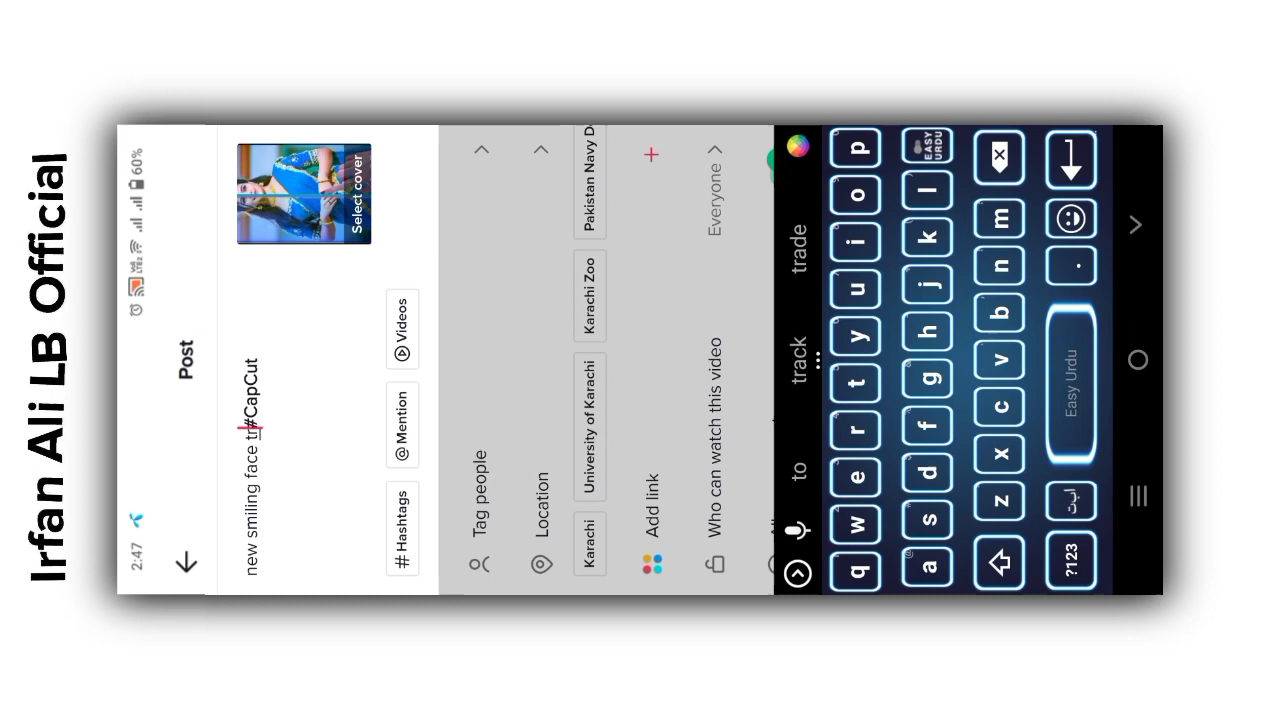 Irfan Ali LB Official
2:47 60%
Post
new smiling face tr#CapCut
Select cover
# Hashtags @ Mention Videos
Tag people
Location
Karachi University of Karachi Karachi Zoo Pakistan Navy D
Add link
Who can watch this video Everyone
to track trade
q w e r t y u i o p
a s d f g h j k l EASY URDU
z x c v b n m
?123 اب‌ت Easy Urdu .